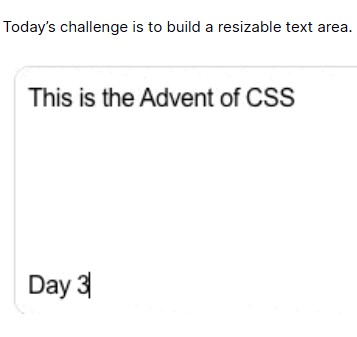 Today’s challenge is to build a resizable text area.
This is the Advent of CSS
Day 3